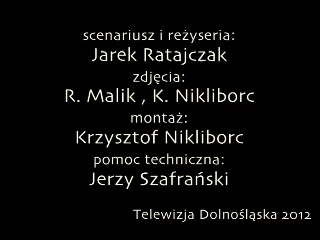 scenariusz i reżyseria:
Jarek Ratajczak
zdjęcia:
R. Malik , K. Nikliborc
montaż:
Krzysztof Nikliborc
pomoc techniczna:
Jerzy Szafrański
Telewizja Dolnośląska 2012